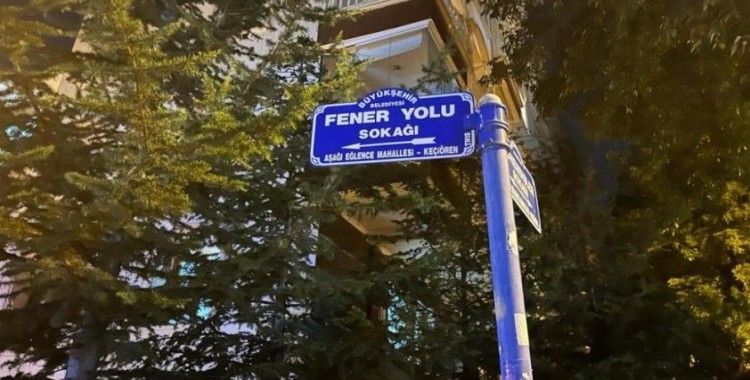 BÜYÜKŞEHİR
BELEDİYESİ
FENER YOLU
SOKAĞI
AŞAĞI EĞLENCE MAHALLESİ - KEÇİÖREN